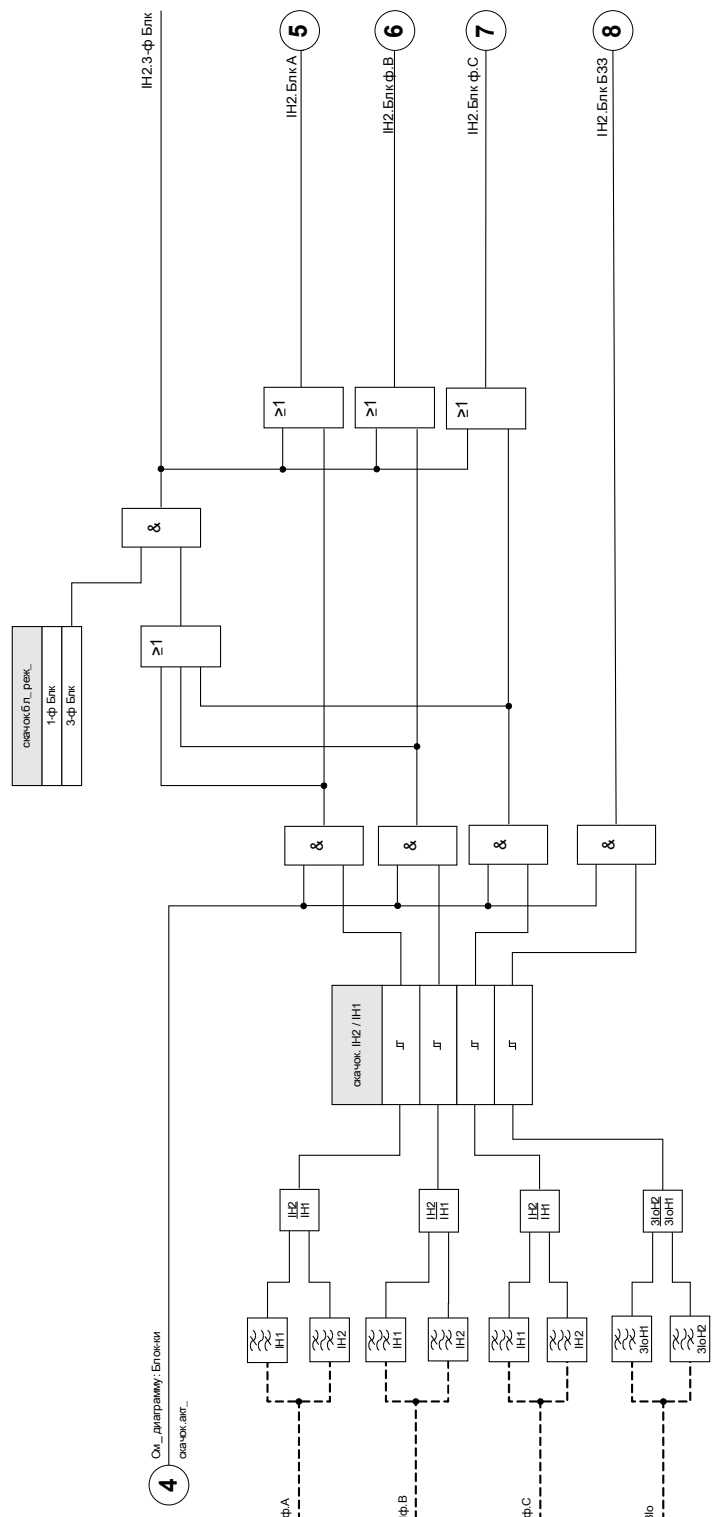 IH2.3-ф Блк
5
IH2.Блк А
6
IH2.Блк ф.В
7
IH2.Блк ф.С
8
IH2.Блк БЗЗ
≥1
≥1
≥1
&
скачок.бл_реж_
1-ф Блк
3-ф Блк
≥1
&
&
&
&
скачок. IH2 / IH1
IH2
IH1
IH2
IH1
IH2
IH1
3IoH2
3IoH1
IH1
IH2
IH1
IH2
IH1
IH2
3IoH1
3IoH2
4
См_ диаграмму: Блок-ки
скачок.акт_
ф.А
ф.В
ф.С
3Io